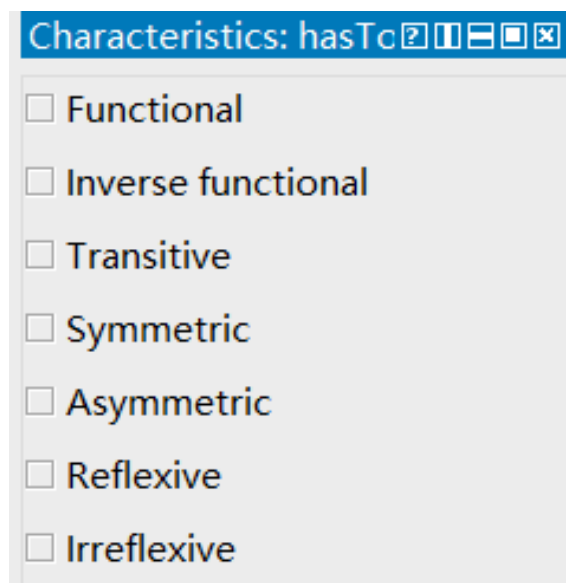 Characteristics: hasTo
Functional
Inverse functional
Transitive
Symmetric
Asymmetric
Reflexive
Irreflexive